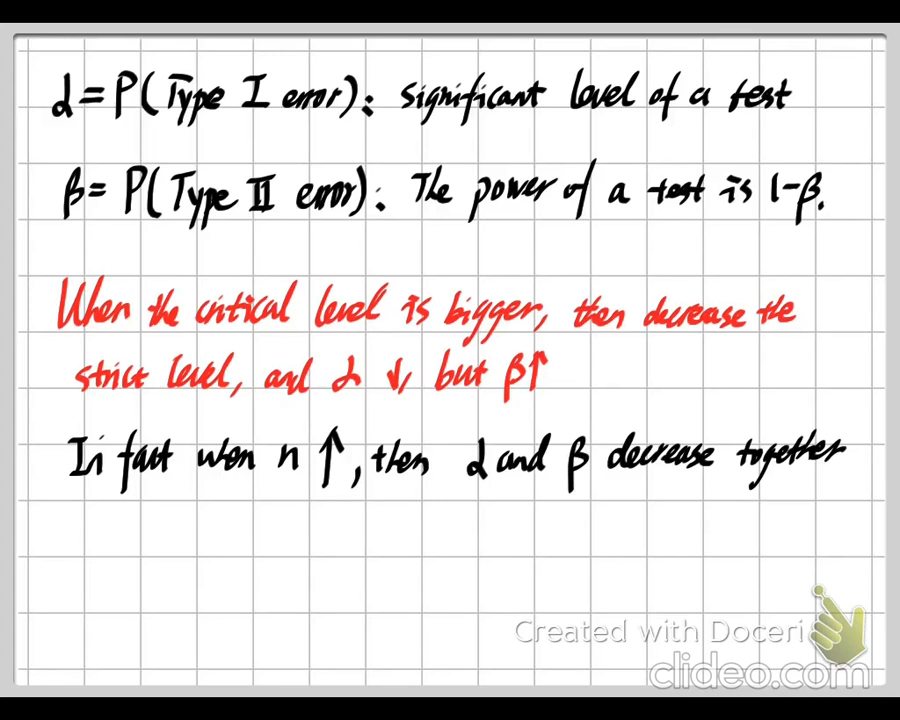 α = P(Type I error): significant level of a test
β = P(Type II error): The power of a test is 1-β.
When the critical level is bigger, then decrease the
strict level, and α ↓, but β↑
In fact when n ↑, then α and β decrease together
Created with Doceri
clideo.com